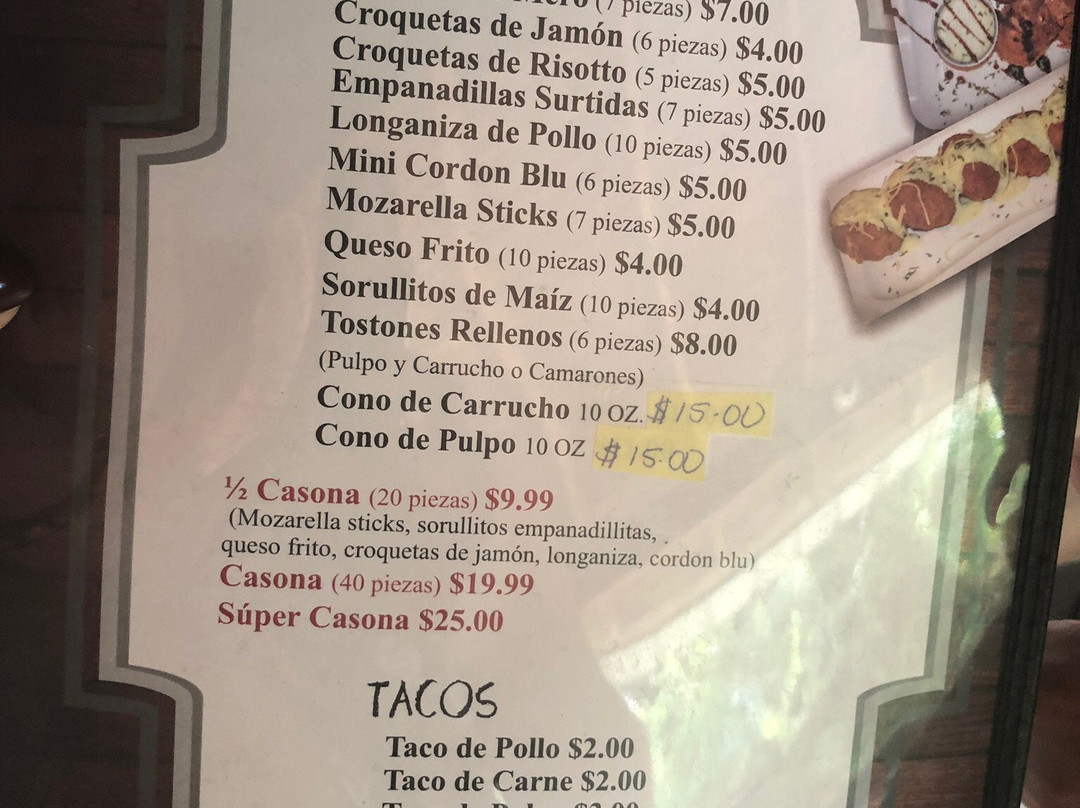 (7 piezas) $7.00
Croquetas de Jamón (6 piezas) $4.00
Croquetas de Risotto (5 piezas) $5.00
Empanadillas Surtidas (7 piezas) $5.00
Longaniza de Pollo (10 piezas) $5.00
Mini Cordon Blu (6 piezas) $5.00
Mozarella Sticks (7 piezas) $5.00
Queso Frito (10 piezas) $4.00
Sorullitos de Maíz (10 piezas) $4.00
Tostones Rellenos (6 piezas) $8.00
(Pulpo y Carrucho o Camarones)
Cono de Carrucho 10 OZ. $15.00
Cono de Pulpo 10 OZ $15.00
½ Casona (20 piezas) $9.99
(Mozarella sticks, sorullitos empanadillitas, .
queso frito, croquetas de jamón, longaniza, cordon blu)
Casona (40 piezas) $19.99
Súper Casona $25.00
TACOS
Taco de Pollo $2.00
Taco de Carne $2.00